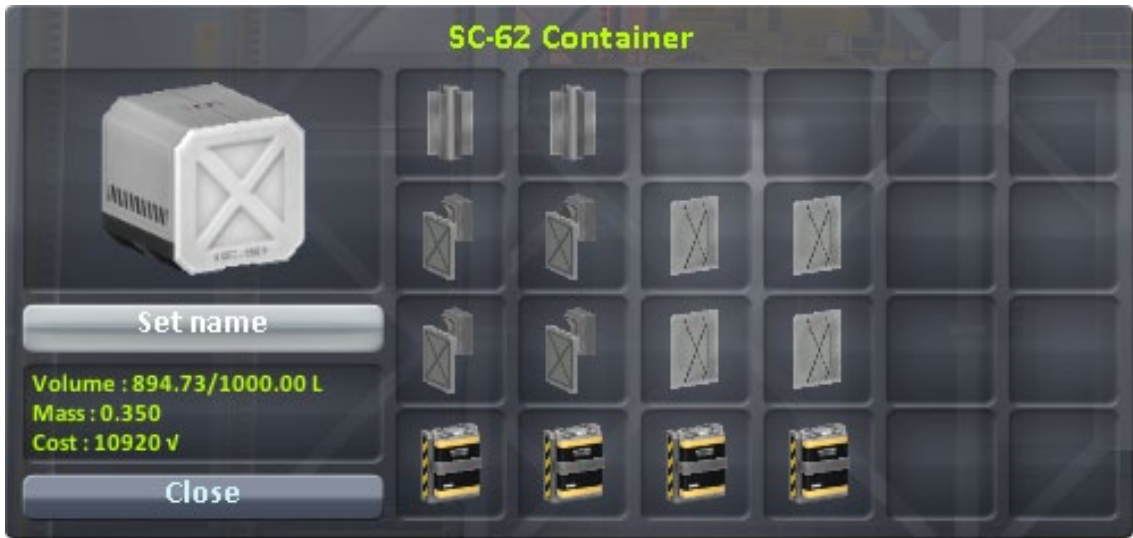 SC-62 Container
Set name
Volume : 894.73/1000.00 L
Mass : 0.350
Cost : 10920 √
Close